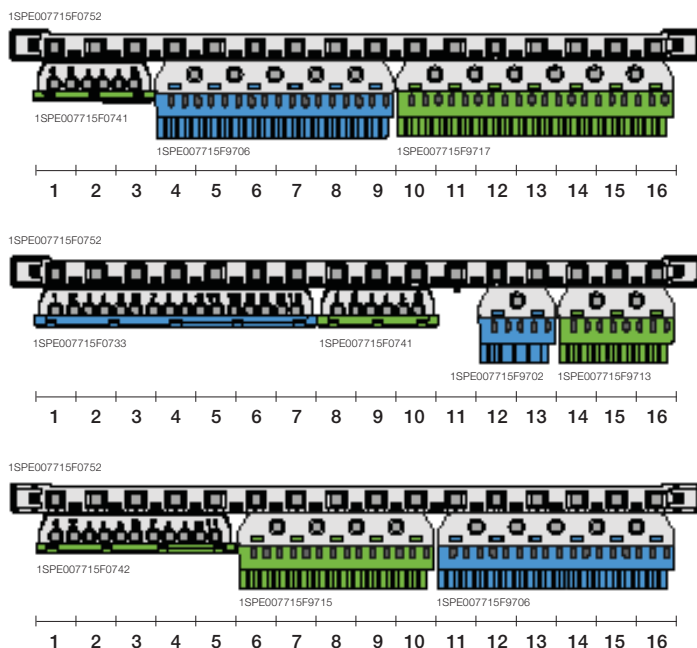 1SPE007715F0752
1SPE007715F0741
1SPE007715F9706
1SPE007715F9717
1 2 3 4 5 6 7 8 9 10 11 12 13 14 15 16
1SPE007715F0752
1SPE007715F0733
1SPE007715F0741
1SPE007715F9702
1SPE007715F9713
1 2 3 4 5 6 7 8 9 10 11 12 13 14 15 16
1SPE007715F0752
1SPE007715F0742
1SPE007715F9715
1SPE007715F9706
1 2 3 4 5 6 7 8 9 10 11 12 13 14 15 16